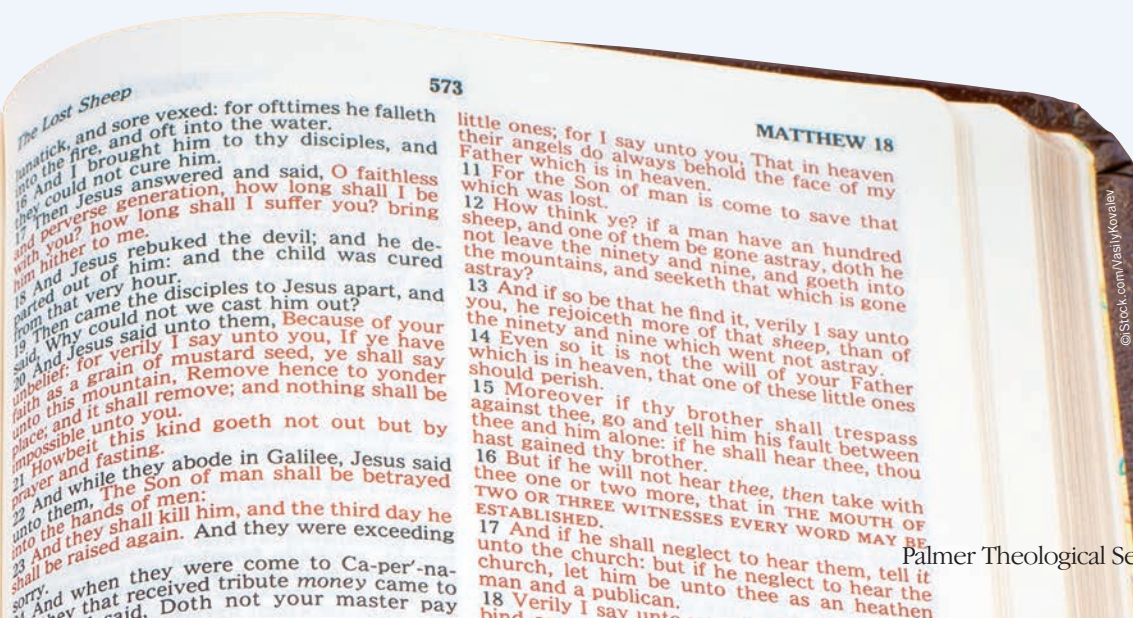 The Lost Sheep
573
MATTHEW 18
lunatick, and sore vexed: for ofttimes he falleth
into the fire, and oft into the water.
16 And I brought him to thy disciples, and
they could not cure him.
17 Then Jesus answered and said, O faithless
and perverse generation, how long shall I be
with you? how long shall I suffer you? bring
him hither to me.
18 And Jesus rebuked the devil; and he de-
parted out of him: and the child was cured
from that very hour.
19 Then came the disciples to Jesus apart, and
said, Why could not we cast him out?
20 And Jesus said unto them, Because of your
unbelief: for verily I say unto you, If ye have
faith as a grain of mustard seed, ye shall say
unto this mountain, Remove hence to yonder
place; and it shall remove; and nothing shall be
impossible unto you.
21 Howbeit this kind goeth not out but by
prayer and fasting.
22 And while they abode in Galilee, Jesus said
unto them, The Son of man shall be betrayed
into the hands of men:
23 And they shall kill him, and the third day he
shall be raised again. And they were exceeding
sorry.
And when they were come to Ca-per'-na-
they that received tribute money came to
said, Doth not your master pay
little ones; for I say unto you, That in heaven
their angels do always behold the face of my
Father which is in heaven.
11 For the Son of man is come to save that
which was lost.
12 How think ye? if a man have an hundred
sheep, and one of them be gone astray, doth he
not leave the ninety and nine, and goeth into
the mountains, and seeketh that which is gone
astray?
13 And if so be that he find it, verily I say unto
you, he rejoiceth more of that sheep, than of
the ninety and nine which went not astray.
14 Even so it is not the will of your Father
which is in heaven, that one of these little ones
should perish.
15 Moreover if thy brother shall trespass
against thee, go and tell him his fault between
thee and him alone: if he shall hear thee, thou
hast gained thy brother.
16 But if he will not hear thee, then take with
thee one or two more, that in THE MOUTH OF
TWO OR THREE WITNESSES EVERY WORD MAY BE
ESTABLISHED.
17 And if he shall neglect to hear them, tell it
unto the church: but if he neglect to hear the
church, let him be unto thee as an heathen
man and a publican.
18 Verily I say unto
©iStock.com/VasilyKovalev
Palmer Theological Se